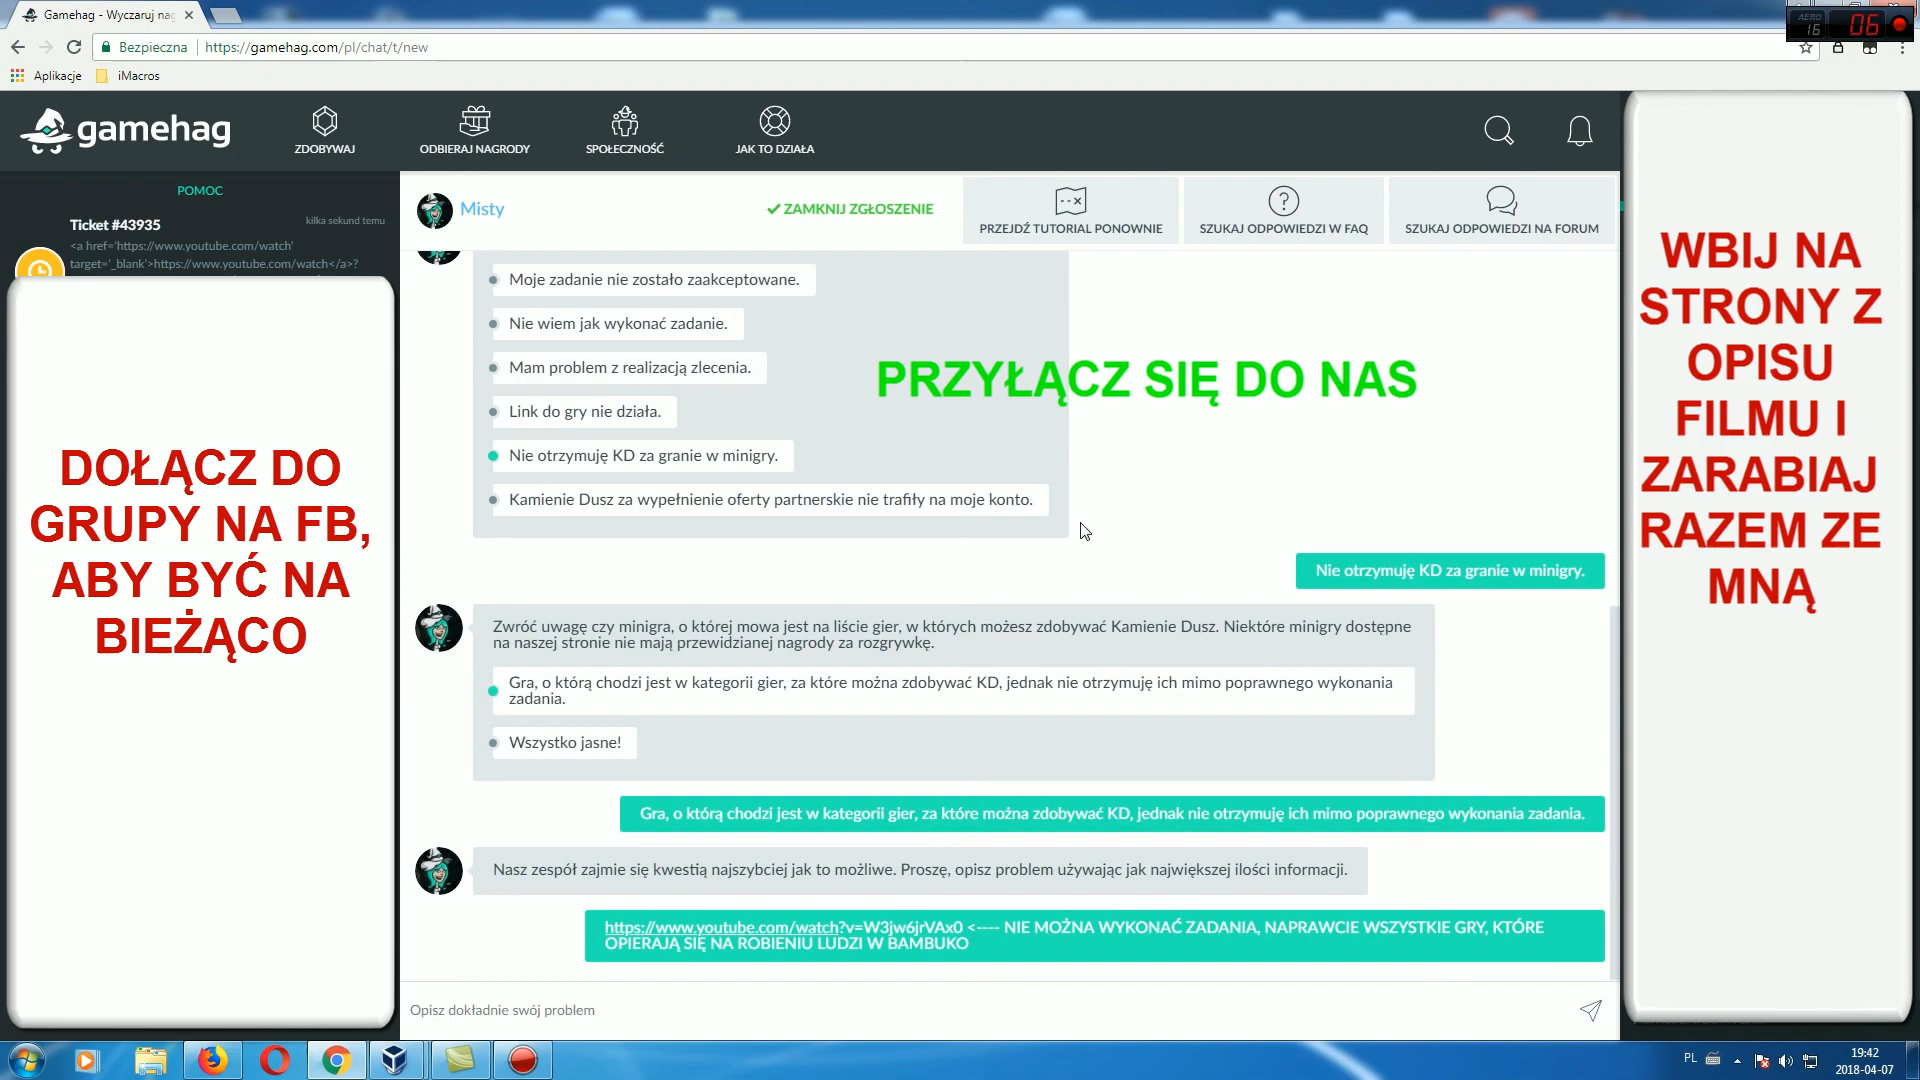 Gamehag - Wyczaruj nag
AERO
16
06
Bezpieczna
https://gamehag.com/pl/chat/t/new
Aplikacje
iMacros
gamehag
ZDOBYWAJ
ODBIERAJ NAGRODY
SPOŁECZNOŚĆ
JAK TO DZIAŁA
POMOC
Ticket #43935
kilka sekund temu
<a href='https://www.youtube.com/watch'
target='_blank'>https://www.youtube.com/watch</a>?
Misty
ZAMKNIJ ZGŁOSZENIE
PRZEJDŹ TUTORIAL PONOWNIE
SZUKAJ ODPOWIEDZI W FAQ
SZUKAJ ODPOWIEDZI NA FORUM
Moje zadanie nie zostało zaakceptowane.
Nie wiem jak wykonać zadanie.
Mam problem z realizacją zlecenia.
Link do gry nie działa.
Nie otrzymuję KD za granie w minigry.
Kamienie Dusz za wypełnienie oferty partnerskie nie trafiły na moje konto.
PRZYŁĄCZ SIĘ DO NAS
Nie otrzymuję KD za granie w minigry.
Zwróć uwagę czy minigra, o której mowa jest na liście gier, w których możesz zdobywać Kamienie Dusz. Niektóre minigry dostępne
na naszej stronie nie mają przewidzianej nagrody za rozgrywkę.
Gra, o którą chodzi jest w kategorii gier, za które można zdobywać KD, jednak nie otrzymuję ich mimo poprawnego wykonania
zadania.
Wszystko jasne!
Gra, o którą chodzi jest w kategorii gier, za które można zdobywać KD, jednak nie otrzymuję ich mimo poprawnego wykonania zadania.
Nasz zespół zajmie się kwestią najszybciej jak to możliwe. Proszę, opisz problem używając jak największej ilości informacji.
https://www.youtube.com/watch?v=W3jw6jrVAx0 <---- NIE MOŻNA WYKONAĆ ZADANIA, NAPRAWCIE WSZYSTKIE GRY, KTÓRE
OPIERAJĄ SIĘ NA ROBIENIU LUDZI W BAMBUKO
Opisz dokładnie swój problem
DOŁĄCZ DO
GRUPY NA FB,
ABY BYĆ NA
BIEŻĄCO
WBIJ NA
STRONY Z
OPISU
FILMU I
ZARABIAJ
RAZEM ZE
MNĄ
PL
19:42
2018-04-07